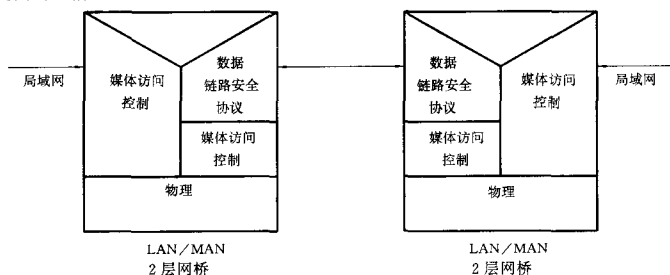 局域网
媒体访问
控制
数据
链路安全
协议
媒体访问
控制
物理
LAN/MAN
2层网桥
数据
链路安全
协议
媒体访问
控制
媒体访问
控制
物理
局域网
LAN/MAN
2层网桥